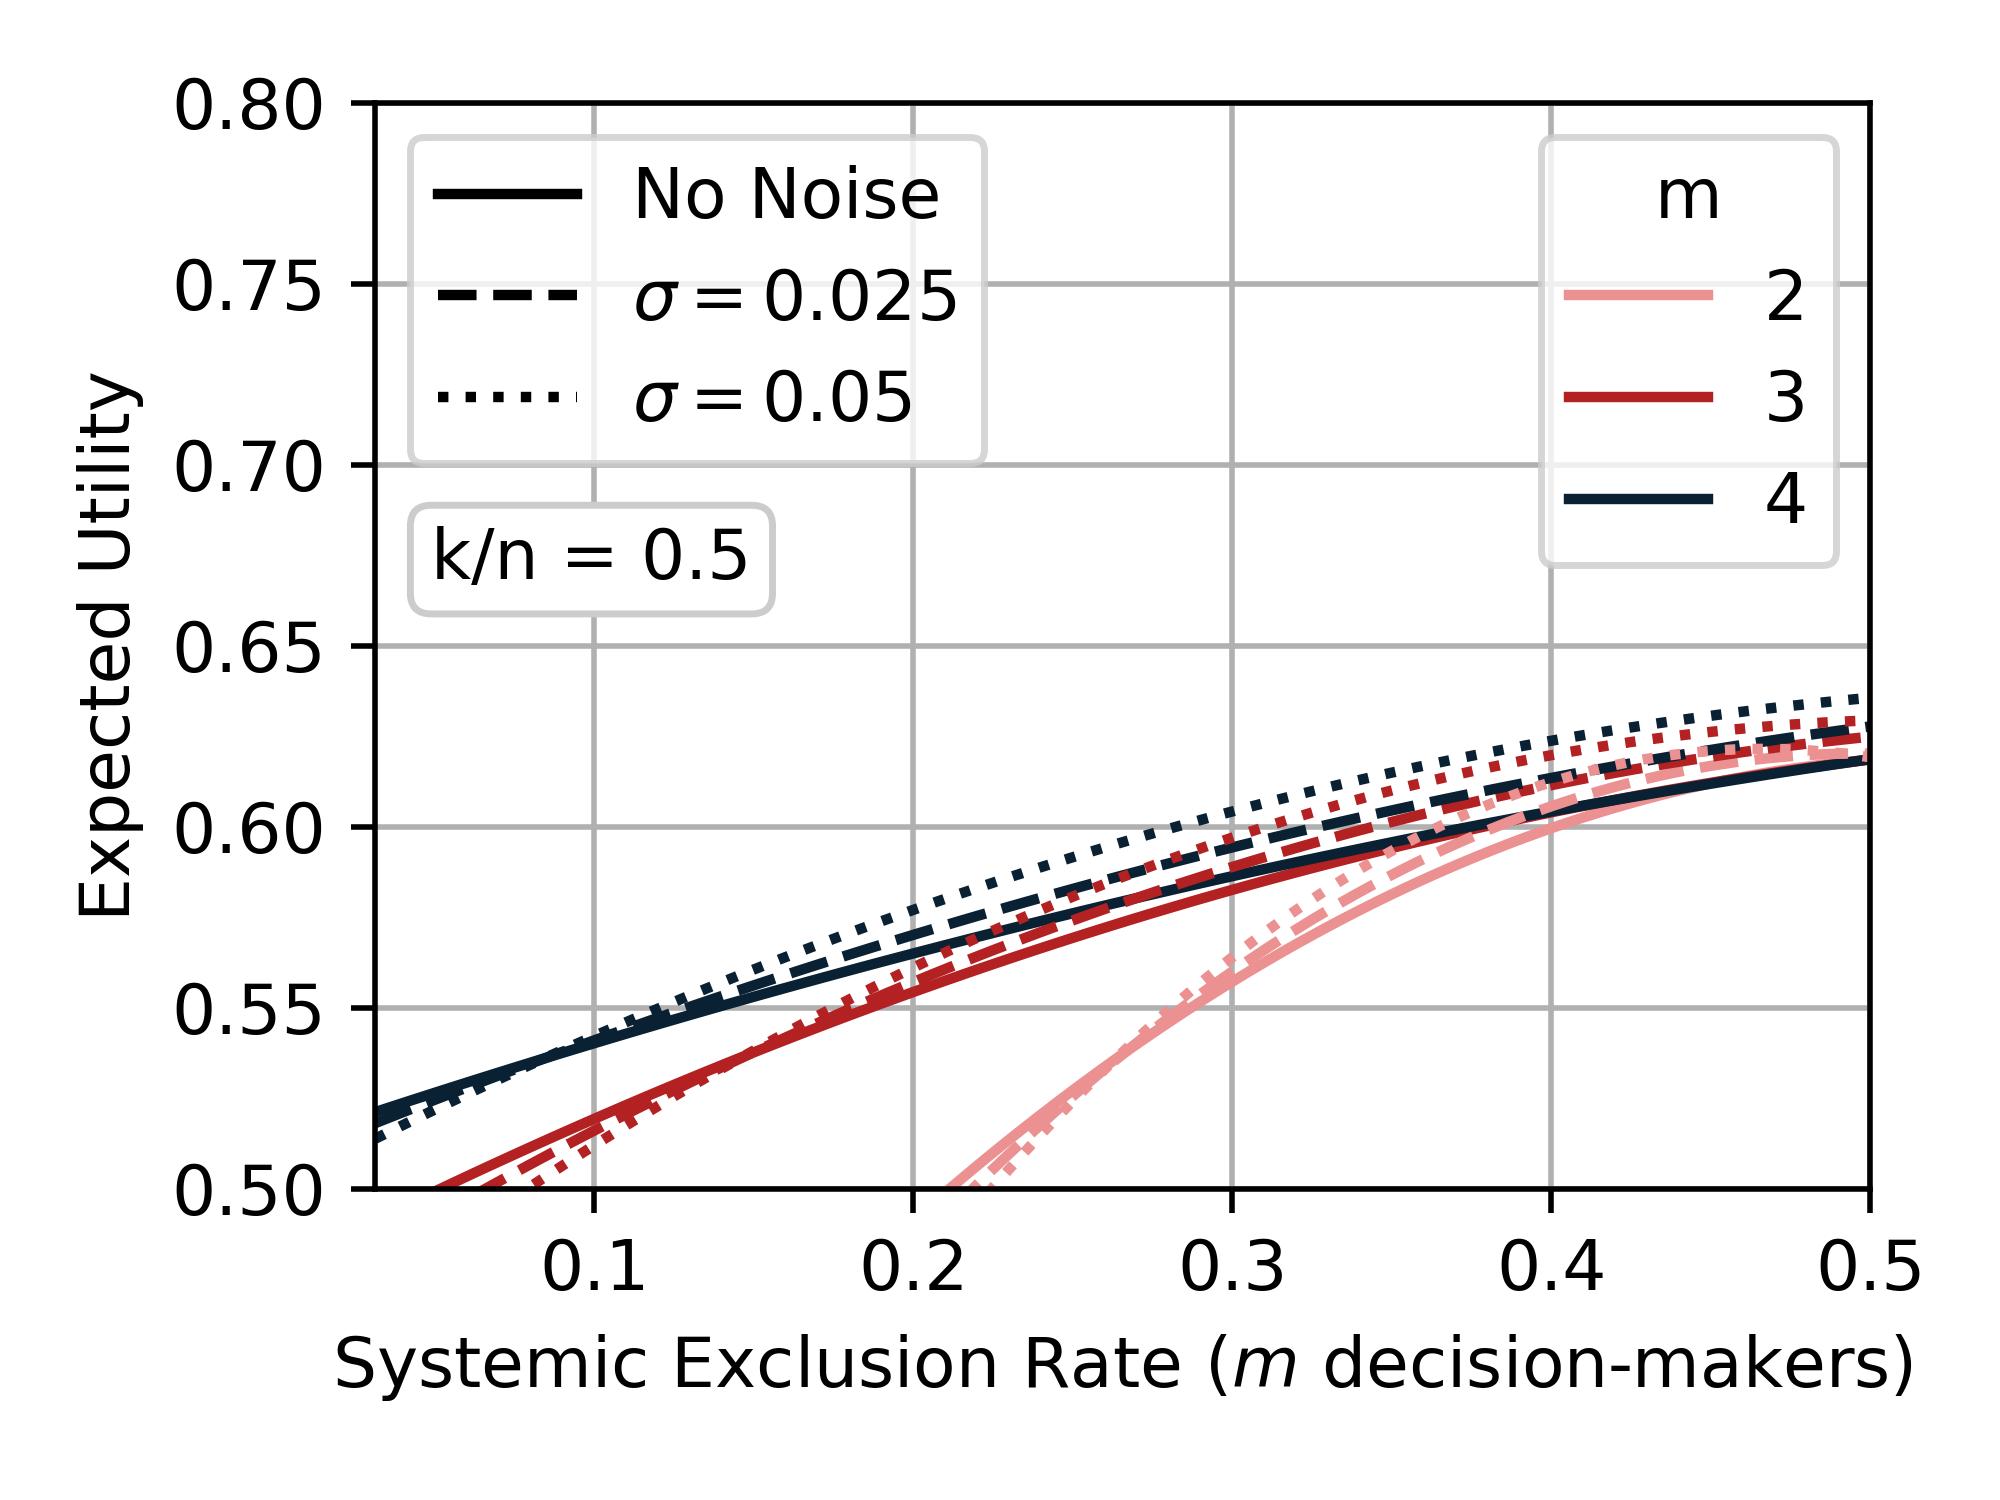 0.80
0.75
0.70
0.65
0.60
0.55
0.50
Expected Utility
No Noise
σ = 0.025
σ = 0.05
k/n = 0.5
m
2
3
4
0.1 0.2 0.3 0.4 0.5
Systemic Exclusion Rate (m decision-makers)